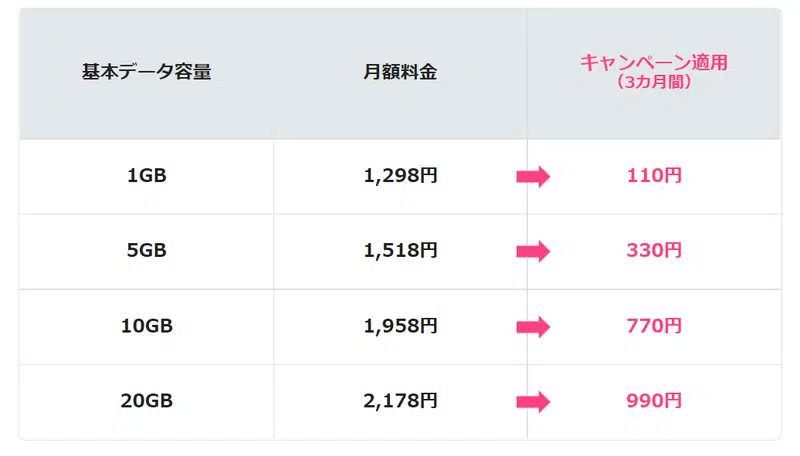 基本データ容量 月額料金 キャンペーン適用
（3カ月間）
1GB 1,298円 110円
5GB 1,518円 330円
10GB 1,958円 770円
20GB 2,178円 990円